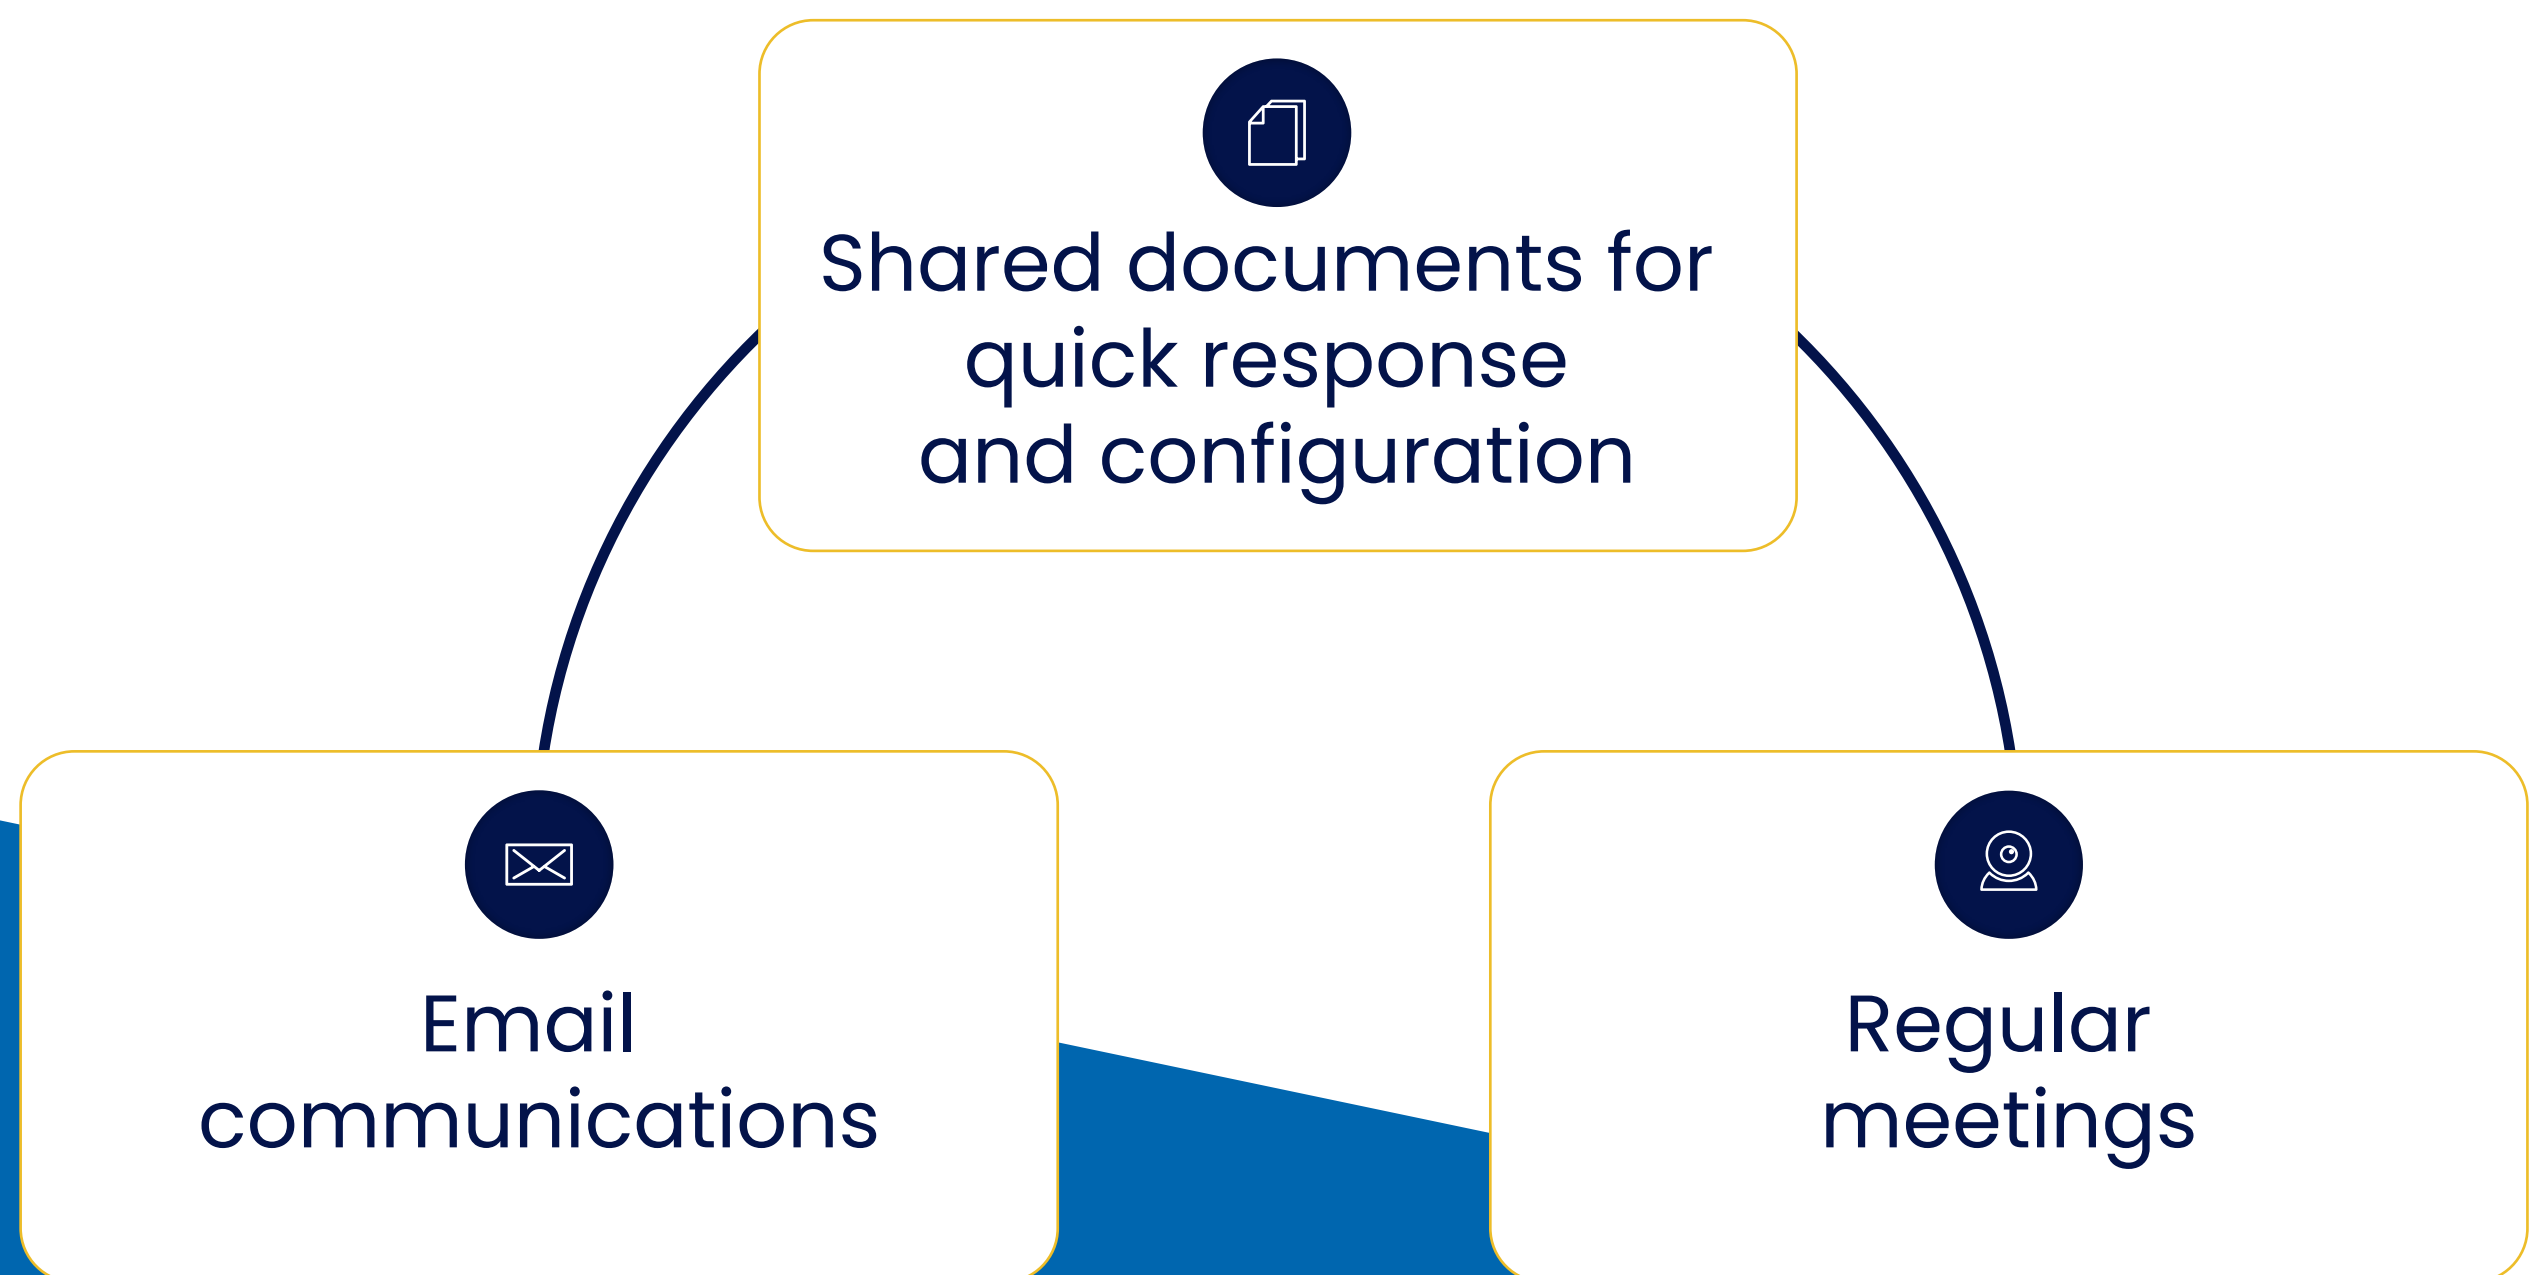 Shared documents for
quick response
and configuration
Email
communications
Regular
meetings